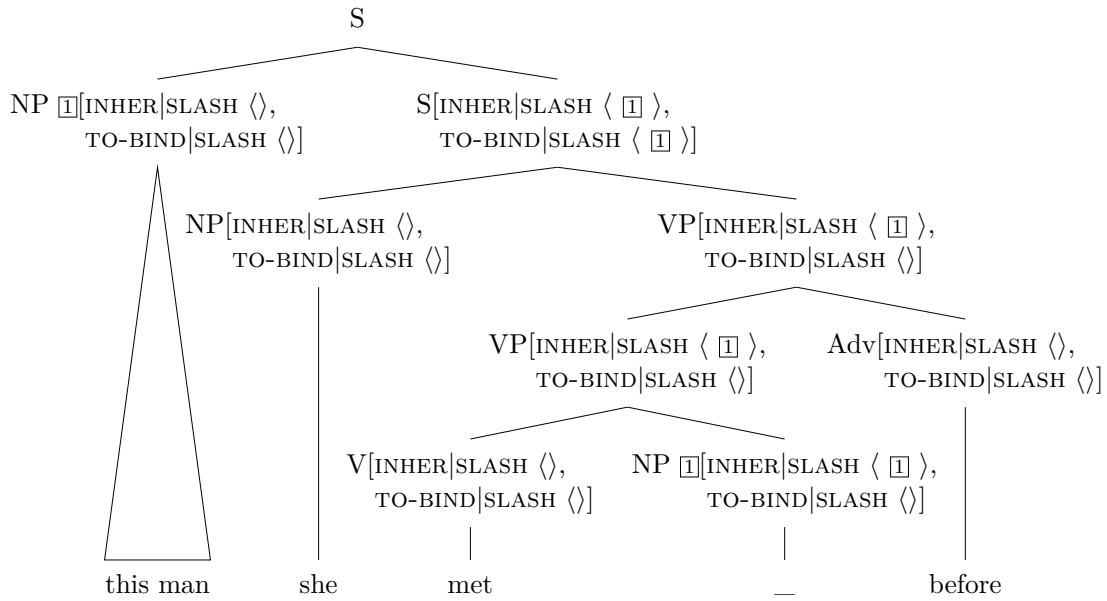 S
NP 1[INHER|SLASH ⟨⟩, S[INHER|SLASH ⟨ 1 ⟩,
TO-BIND|SLASH ⟨⟩] TO-BIND|SLASH ⟨ 1 ⟩]
NP[INHER|SLASH ⟨⟩, VP[INHER|SLASH ⟨ 1 ⟩,
TO-BIND|SLASH ⟨⟩] TO-BIND|SLASH ⟨⟩]
VP[INHER|SLASH ⟨ 1 ⟩, Adv[INHER|SLASH ⟨⟩,
TO-BIND|SLASH ⟨⟩] TO-BIND|SLASH ⟨⟩]
V[INHER|SLASH ⟨⟩, NP 1[INHER|SLASH ⟨ 1 ⟩,
TO-BIND|SLASH ⟨⟩] TO-BIND|SLASH ⟨⟩]
this man she met _ before